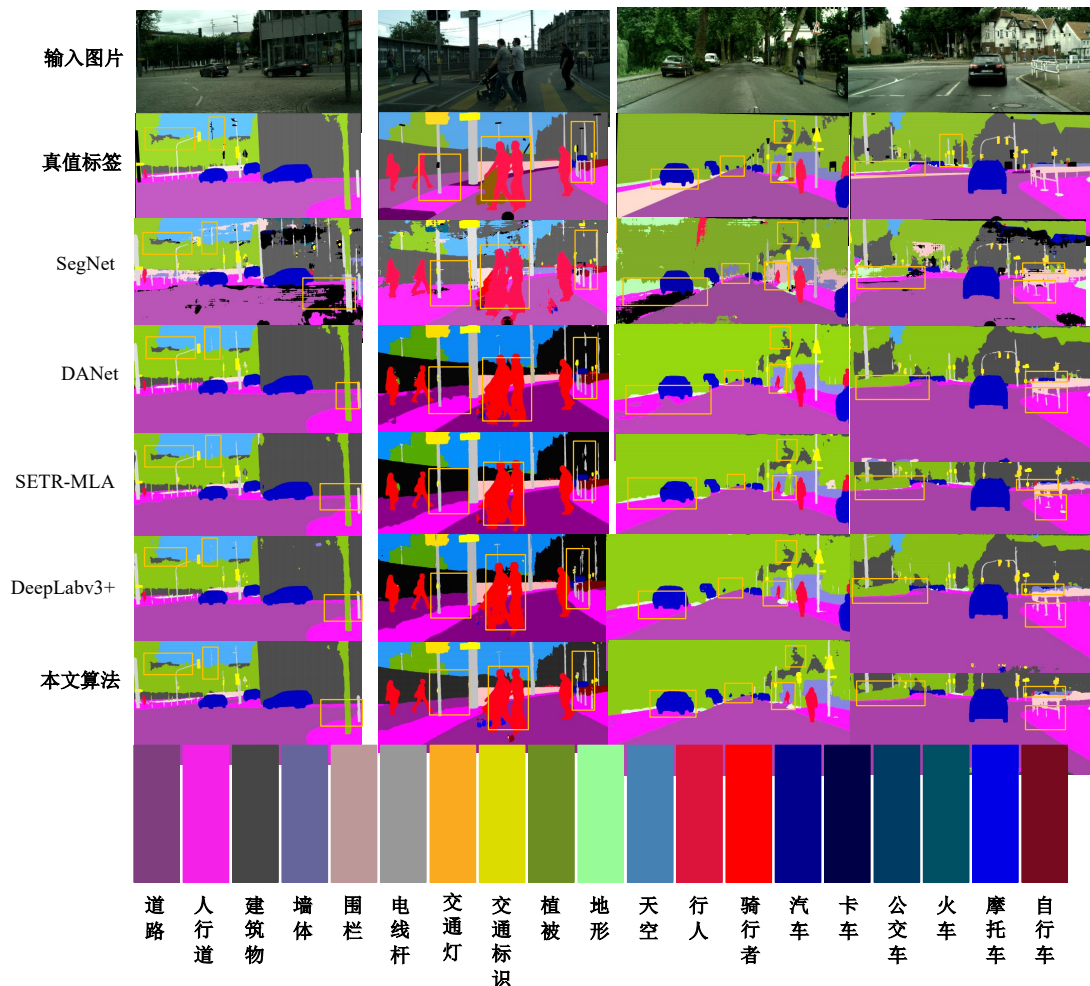 输入图片
真值标签
SegNet
DANet
SETR-MLA
DeepLabv3+
本文算法
道路
人行道
建筑物
墙体
围栏
电线杆
交通灯
交通标识
植被
地形
天空
行人
骑行者
汽车
卡车
公交车
火车
摩托车
自行车